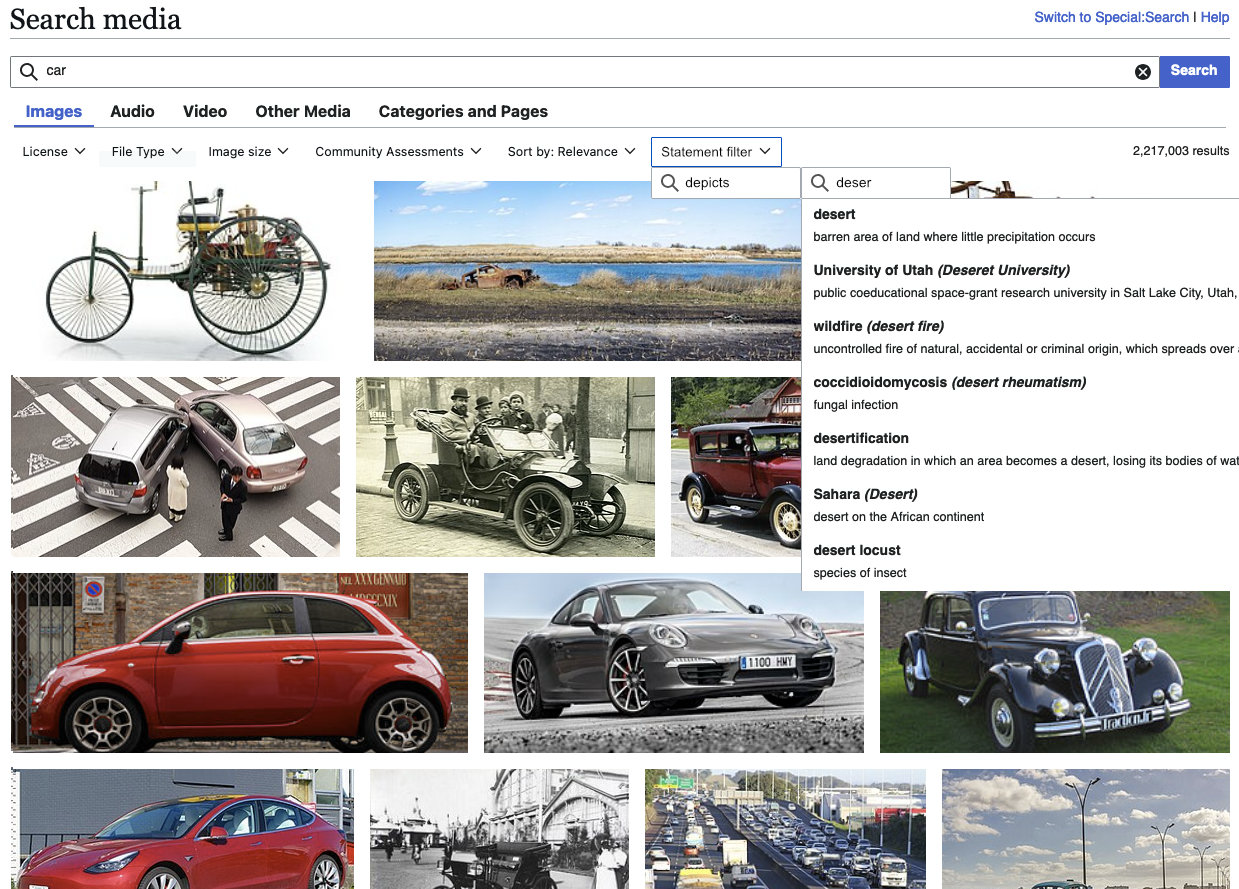 Search media
Switch to Special:Search | Help
car
Search
Images Audio Video Other Media Categories and Pages
License File Type Image size Community Assessments Sort by: Relevance Statement filter 2,217,003 results
depicts deser
desert
barren area of land where little precipitation occurs
University of Utah (Deseret University)
public coeducational space-grant research university in Salt Lake City, Utah,
wildfire (desert fire)
uncontrolled fire of natural, accidental or criminal origin, which spreads over
coccidioidomycosis (desert rheumatism)
fungal infection
desertification
land degradation in which an area becomes a desert, losing its bodies of wat
Sahara (Desert)
desert on the African continent
desert locust
species of insect
1100 HMY